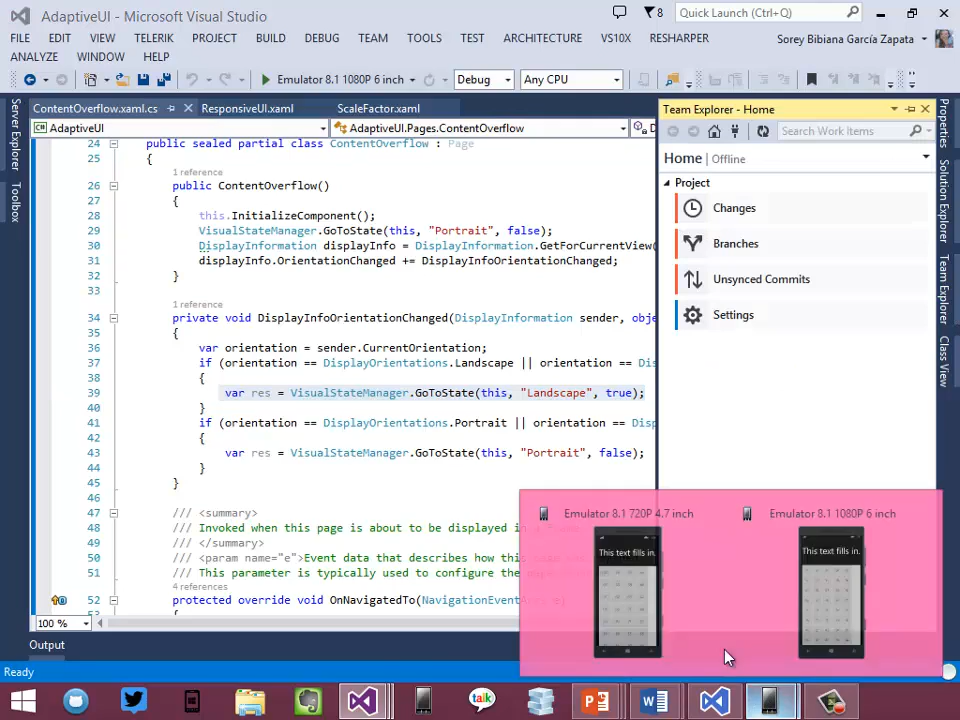 AdaptiveUI - Microsoft Visual Studio
8
Quick Launch (Ctrl+Q)
FILE EDIT VIEW TELERIK PROJECT BUILD DEBUG TEAM TOOLS TEST ARCHITECTURE VS10X RESHARPER
Sorey Bibiana García Zapata
ANALYZE WINDOW HELP
Emulator 8.1 1080P 6 inch
Debug
Any CPU
Server Explorer
Toolbox
ContentOverflow.xaml.cs
ResponsiveUI.xaml
ScaleFactor.xaml
AdaptiveUI
AdaptiveUI.Pages.ContentOverflow
24 public sealed partial class ContentOverflow : Page
25 {
1 reference
26 public ContentOverflow()
27 {
28 this.InitializeComponent();
29 VisualStateManager.GoToState(this, "Portrait", false);
30 DisplayInformation displayInfo = DisplayInformation.GetForCurrentView(
31 displayInfo.OrientationChanged += DisplayInfoOrientationChanged;
32 }
33
1 reference
34 private void DisplayInfoOrientationChanged(DisplayInformation sender, obje
35 {
36 var orientation = sender.CurrentOrientation;
37 if (orientation == DisplayOrientations.Landscape || orientation == Dis
38 {
39 var res = VisualStateManager.GoToState(this, "Landscape", true);
40 }
41 if (orientation == DisplayOrientations.Portrait || orientation == Disp
42 {
43 var res = VisualStateManager.GoToState(this, "Portrait", false);
44 }
45 }
46
47 /// <summary>
48 /// Invoked when this page is about to be displayed in a
49 /// </summary>
50 /// <param name="e">Event data that describes how this
51 /// This parameter is typically used to configure the
4 references
52 protected override void OnNavigatedTo(NavigationEventArgs e)
100 %
Output
Ready
Team Explorer - Home
Search Work Items
Home | Offline
Project
Changes
Branches
Unsynced Commits
Settings
Properties
Solution Explorer
Team Explorer
Class View
Emulator 8.1 720P 4.7 inch
Emulator 8.1 1080P 6 inch
This text fills in.
This text fills in.
talk